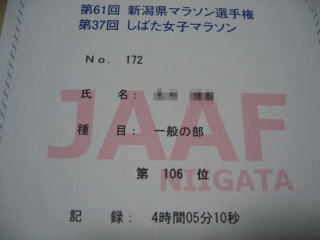 第61回 新潟県マラソン選手権
第37回 しばた女子マラソン
No. 172
氏 名:
種 目: 一般の部
JAAF
第 106 位
NIIGATA
記 録: 4時間05分10秒